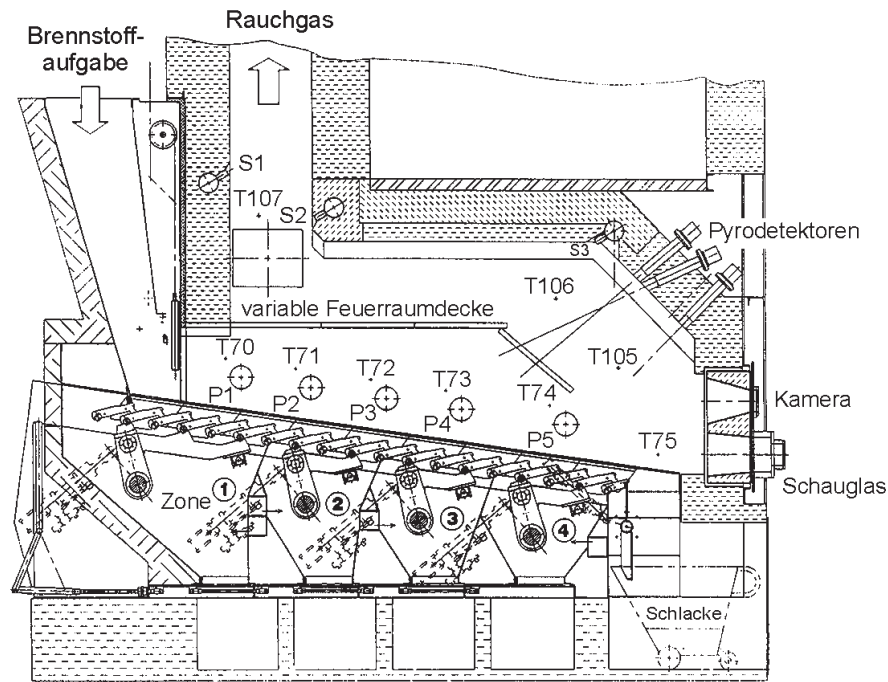 Rauchgas
Brennstoff-
aufgabe
S1
T107
S2
S3
Pyrodetektoren
T106
variable Feuerraumdecke
T70
T71
T72
T73
T74
T105
T75
P1
P2
P3
P4
P5
Kamera
Schauglas
Zone 1
2
3
4
Schlacke